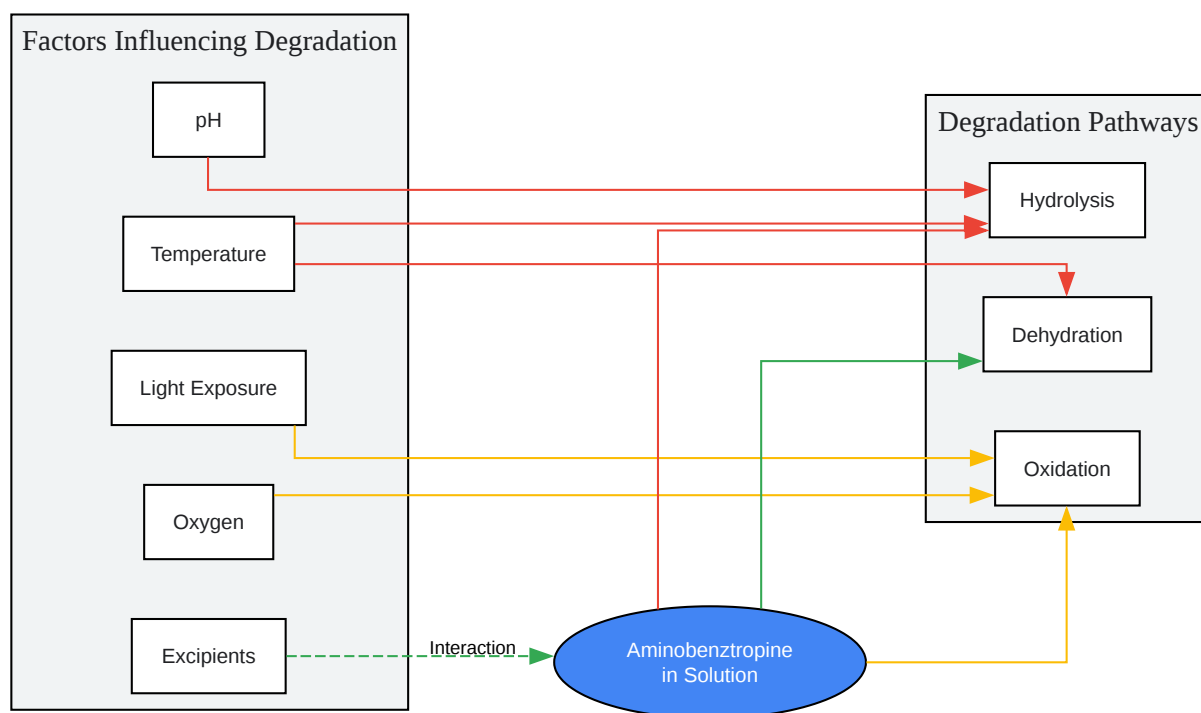 Factors Influencing Degradation
pH
Temperature
Light Exposure
Oxygen
Excipients
Interaction
Aminobenztropine
in Solution
Degradation Pathways
Hydrolysis
Dehydration
Oxidation